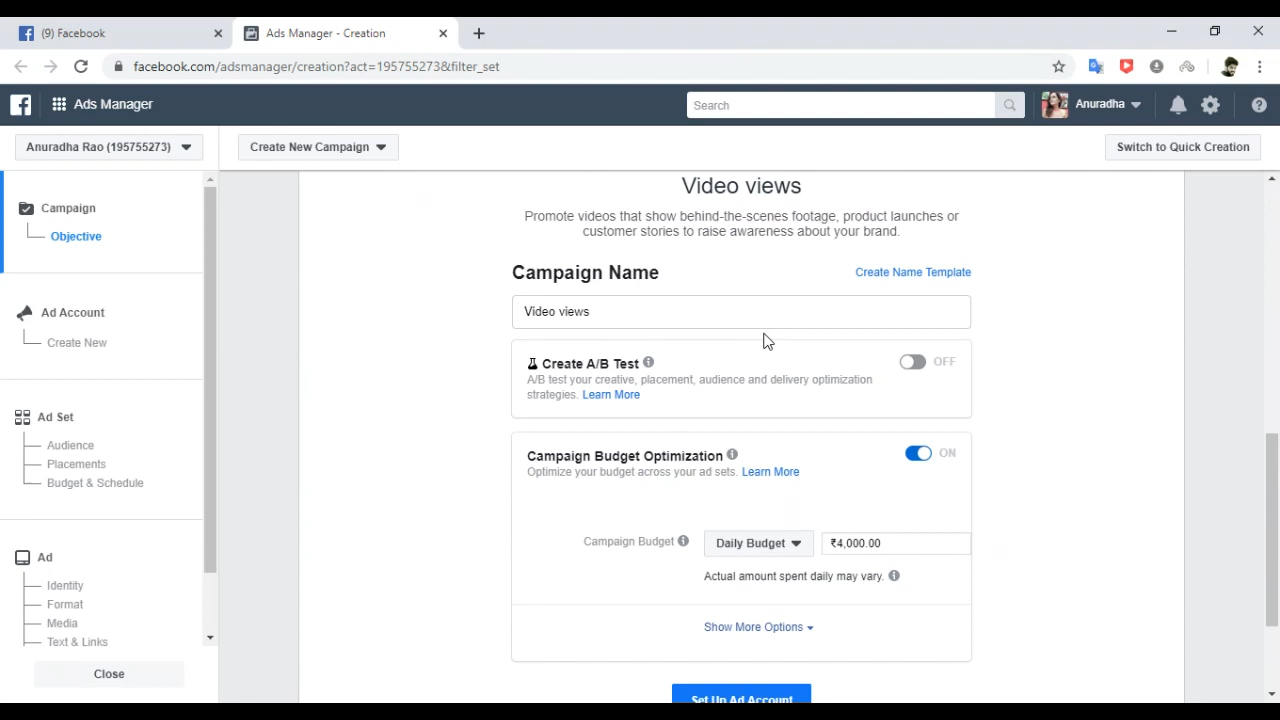 (9) Facebook
Ads Manager - Creation
facebook.com/adsmanager/creation?act=195755273&filter_set
Ads Manager
Search
Anuradha
Anuradha Rao (195755273)
Create New Campaign
Switch to Quick Creation
Campaign
Objective
Ad Account
Create New
Ad Set
Audience
Placements
Budget & Schedule
Ad
Identity
Format
Media
Text & Links
Close
Video views
Promote videos that show behind-the-scenes footage, product launches or
customer stories to raise awareness about your brand.
Campaign Name
Create Name Template
Video views
Create A/B Test
OFF
A/B test your creative, placement, audience and delivery optimization
strategies. Learn More
Campaign Budget Optimization
ON
Optimize your budget across your ad sets. Learn More
Campaign Budget
Daily Budget
₹4,000.00
Actual amount spent daily may vary.
Show More Options
Set Up Ad Account